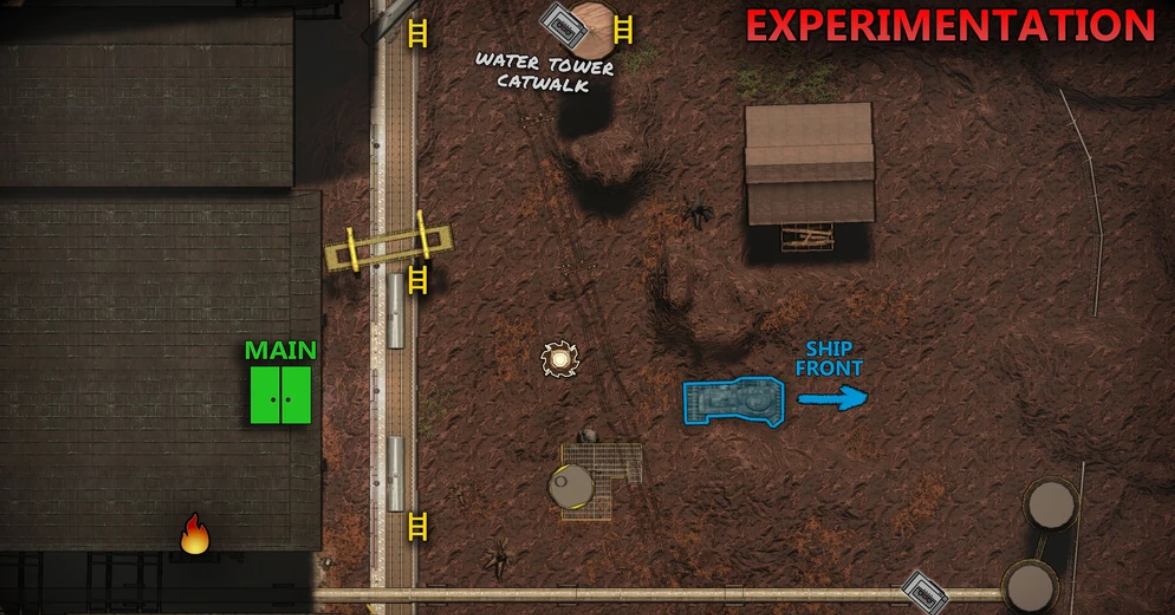 EXPERIMENTATION
WATER TOWER
CATWALK
MAIN
SHIP
FRONT